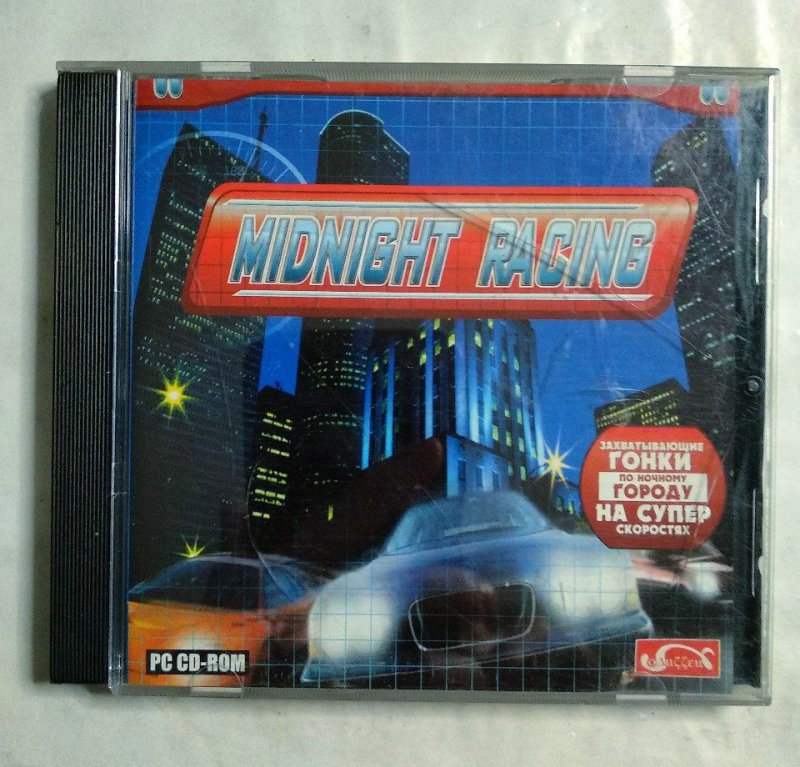 MIDNIGHT RACING
ЗАХВАТЫВАЮЩИЕ
ГОНКИ
ПО НОЧНОМУ
ГОРОДУ
НА СУПЕР
СКОРОСТЯХ
PC CD-ROM